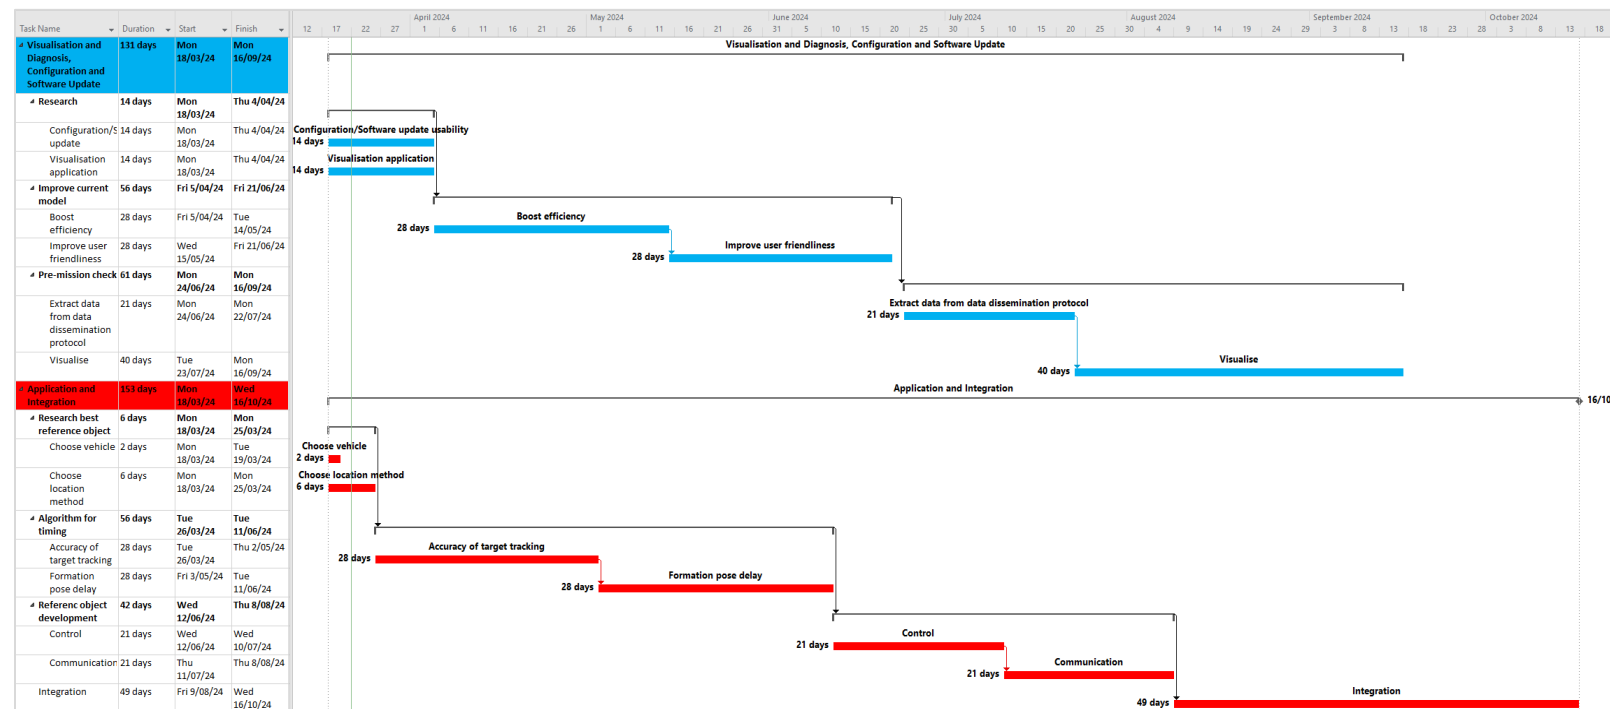 April 2024 May 2024 June 2024 July 2024 August 2024 September 2024 October 2024
Task Name Duration Start Finish 12 17 22 27 1 6 11 16 21 26 1 6 11 16 21 26 31 5 10 15 20 25 30 5 10 15 20 25 30 4 9 14 19 24 29 3 8 13 18 23 28 3 8 13 18
Visualisation and 131 days Mon Mon Visualisation and Diagnosis, Configuration and Software Update
Diagnosis, 18/03/24 16/09/24
Configuration and
Software Update
Research 14 days Mon Thu 4/04/24
18/03/24
Configuration/S 14 days Mon Thu 4/04/24 Configuration/Software update usability
update 18/03/24 14 days
Visualisation 14 days Mon Thu 4/04/24 Visualisation application
application 18/03/24 14 days
Improve current 56 days Fri 5/04/24 Fri 21/06/24
model
Boost 28 days Fri 5/04/24 Tue Boost efficiency
efficiency 14/05/24 28 days
Improve user 28 days Wed Fri 21/06/24 Improve user friendliness
friendliness 15/05/24 28 days
Pre-mission check 61 days Mon Mon
24/06/24 16/09/24
Extract data 21 days Mon Mon Extract data from data dissemination protocol
from data 24/06/24 22/07/24 21 days
dissemination
protocol
Visualise 40 days Tue Mon Visualise
23/07/24 16/09/24 40 days
Application and 153 days Mon Wed Application and Integration
Integration 18/03/24 16/10/24 16/10
Research best 6 days Mon Mon
reference object 18/03/24 25/03/24
Choose vehicle 2 days Mon Tue Choose vehicle
18/03/24 19/03/24 2 days
Choose 6 days Mon Mon Choose location method
location 18/03/24 25/03/24 6 days
method
Algorithm for 56 days Tue Tue
timing 26/03/24 11/06/24
Accuracy of 28 days Tue Thu 2/05/24 Accuracy of target tracking
target tracking 26/03/24 28 days
Formation 28 days Fri 3/05/24 Tue Formation pose delay
pose delay 11/06/24 28 days
Referenc object 42 days Wed Thu 8/08/24
development 12/06/24
Control 21 days Wed Wed Control
12/06/24 10/07/24 21 days
Communication 21 days Thu Thu 8/08/24 Communication
11/07/24 21 days
Integration 49 days Fri 9/08/24 Wed Integration
16/10/24 49 days